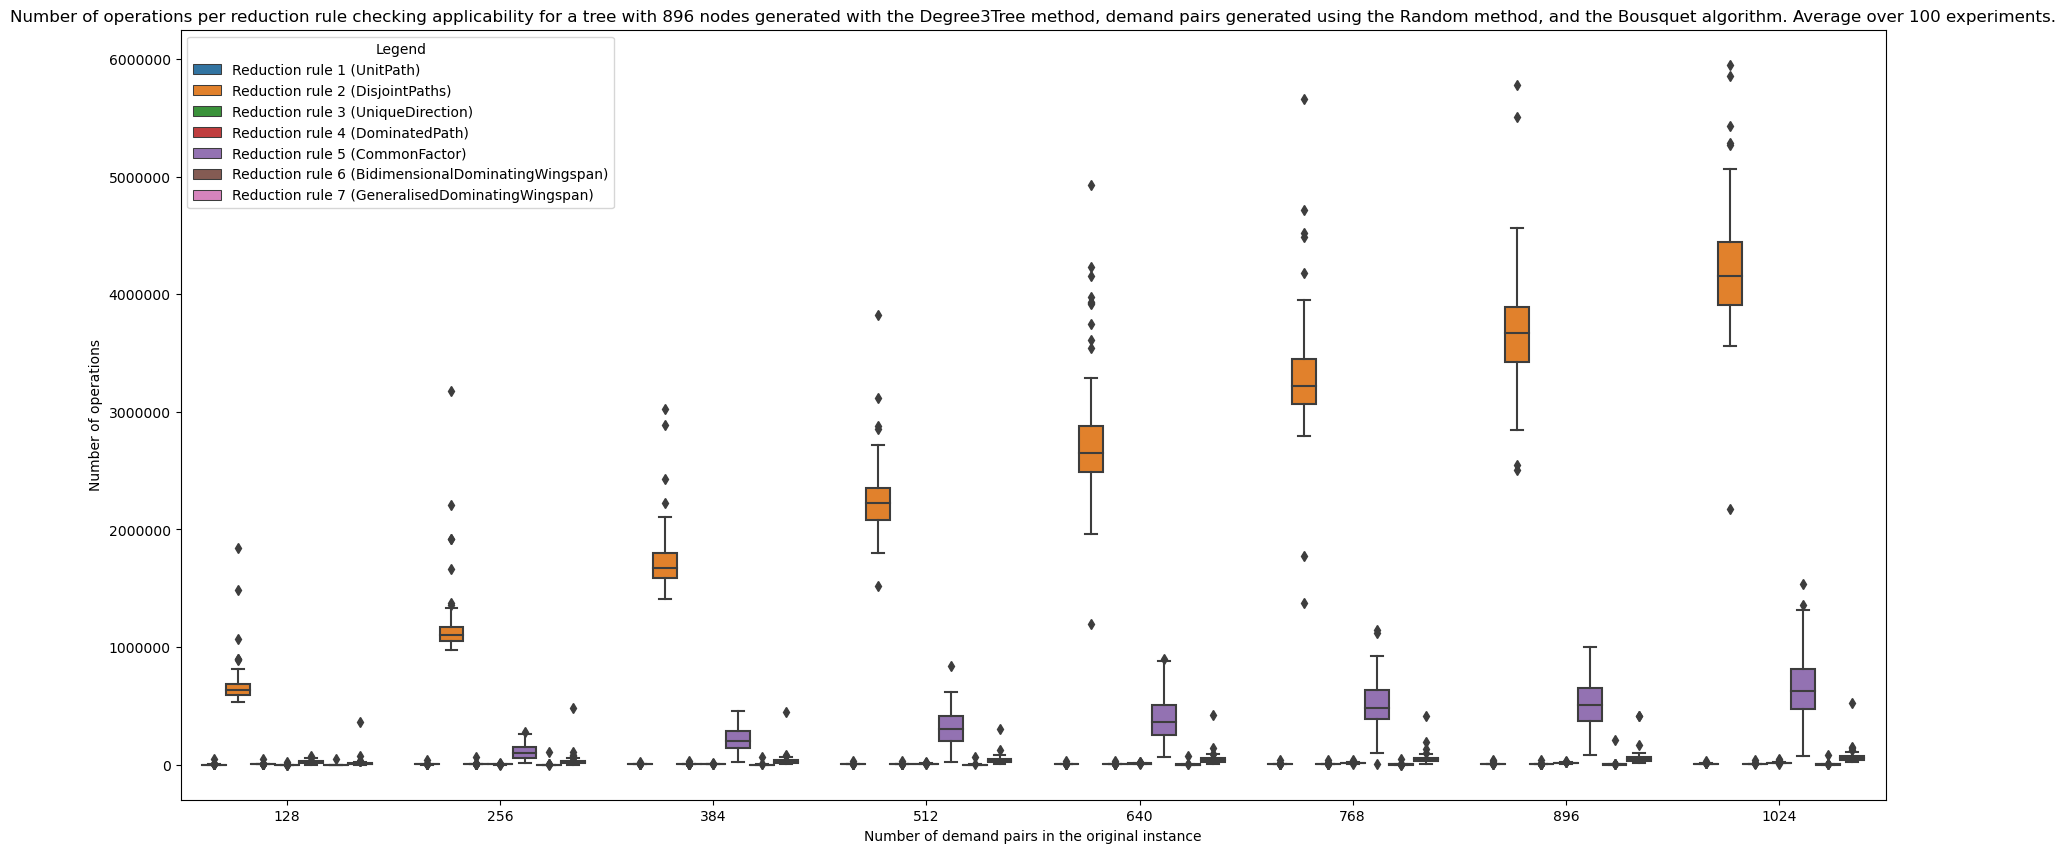 Number of operations per reduction rule checking applicability for a tree with 896 nodes generated with the Degree3Tree method, demand pairs generated using the Random method, and the Bousquet algorithm. Average over 100 experiments.
Legend
Reduction rule 1 (UnitPath)
Reduction rule 2 (DisjointPaths)
Reduction rule 3 (UniqueDirection)
Reduction rule 4 (DominatedPath)
Reduction rule 5 (CommonFactor)
Reduction rule 6 (BidimensionalDominatingWingspan)
Reduction rule 7 (GeneralisedDominatingWingspan)
Number of operations
6000000
5000000
4000000
3000000
2000000
1000000
0
128 256 384 512 640 768 896 1024
Number of demand pairs in the original instance